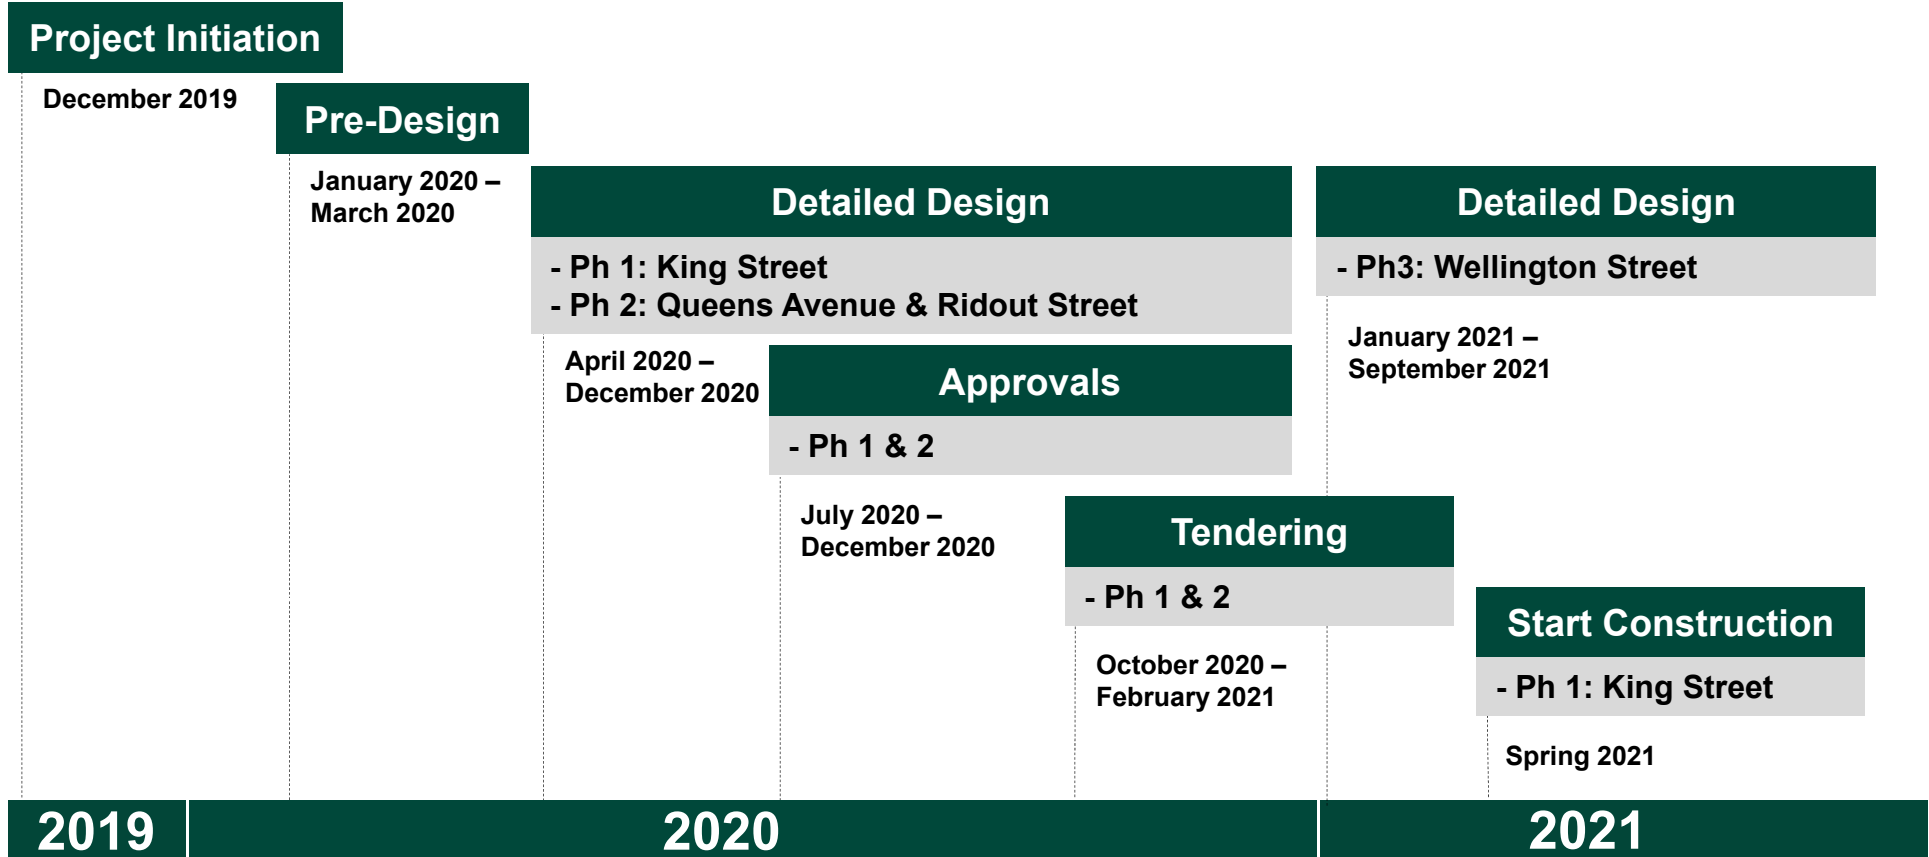 Project Initiation
December 2019
Pre-Design
January 2020 –
March 2020
Detailed Design
- Ph 1: King Street
- Ph 2: Queens Avenue & Ridout Street
April 2020 –
December 2020
Approvals
- Ph 1 & 2
July 2020 –
December 2020
Tendering
- Ph 1 & 2
October 2020 –
February 2021
Detailed Design
- Ph3: Wellington Street
January 2021 –
September 2021
Start Construction
- Ph 1: King Street
Spring 2021
2019
2020
2021